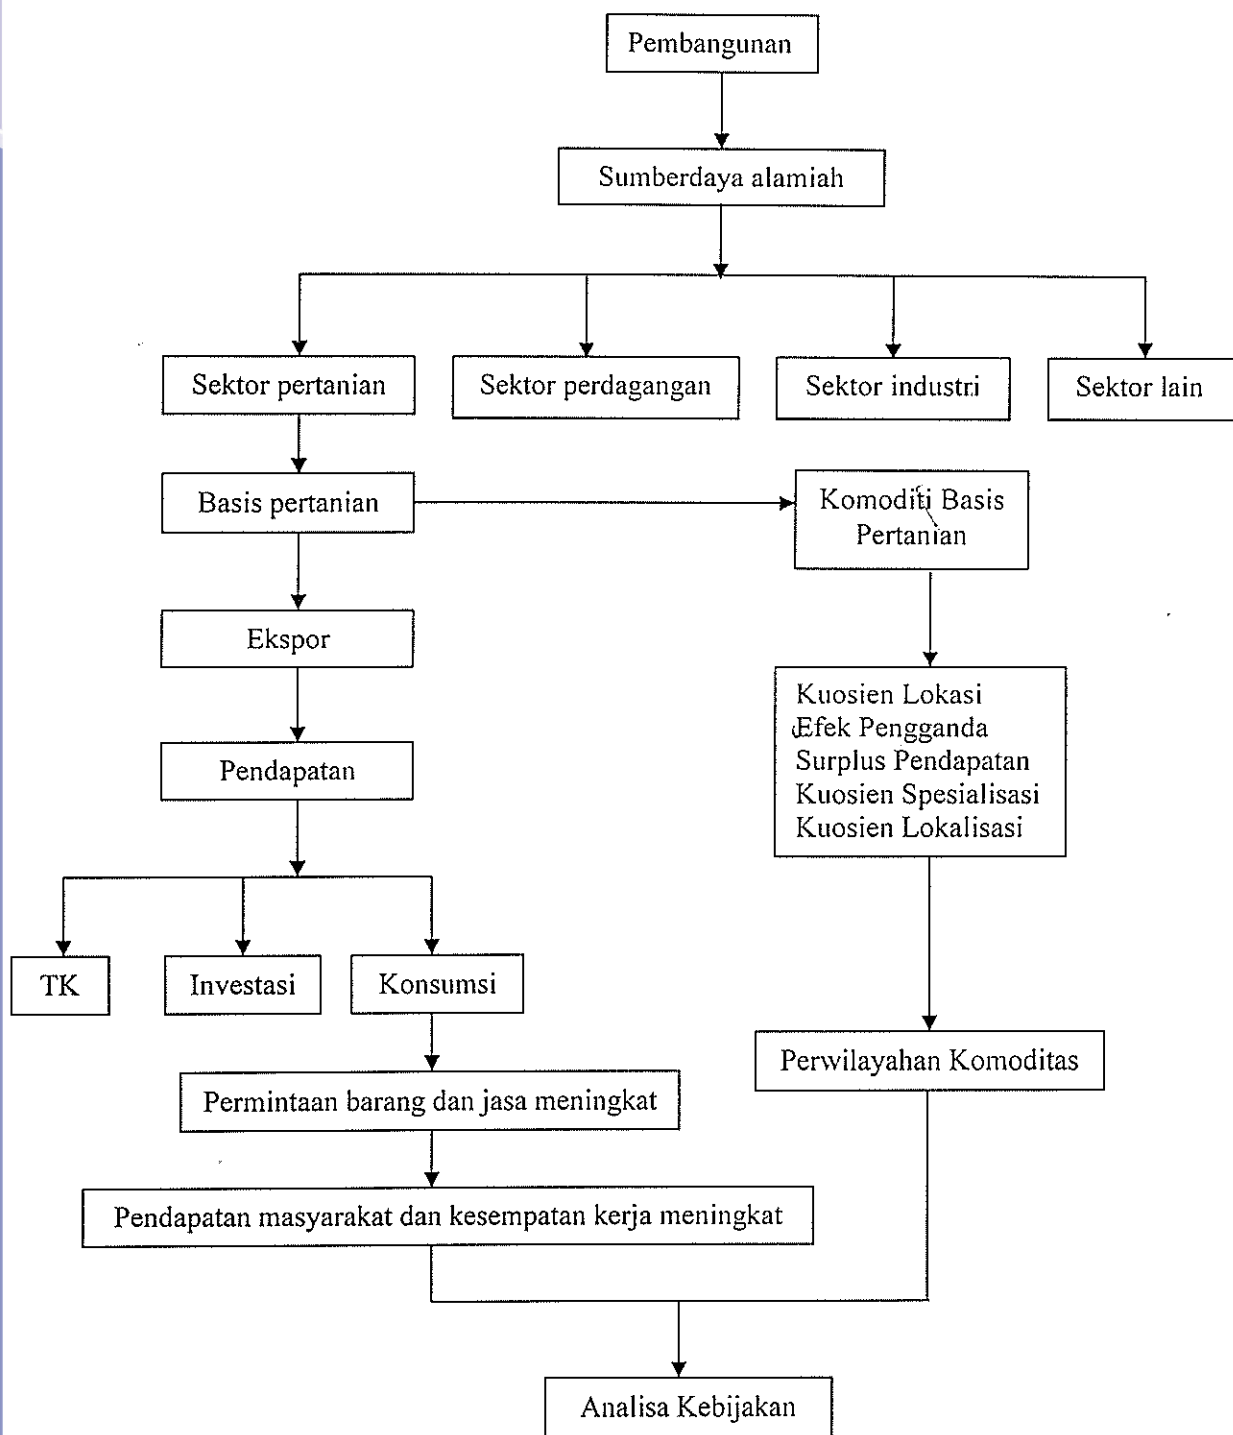 Pembangunan
Sumberdaya alamiah
Sektor pertanian
Sektor perdagangan
Sektor industri
Sektor lain
Basis pertanian
Komoditi Basis
Pertanian
Ekspor
Kuosien Lokasi
Efek Pengganda
Surplus Pendapatan
Kuosien Spesialisasi
Kuosien Lokalisasi
Pendapatan
TK
Investasi
Konsumsi
Perwilayahan Komoditas
Permintaan barang dan jasa meningkat
Pendapatan masyarakat dan kesempatan kerja meningkat
Analisa Kebijakan